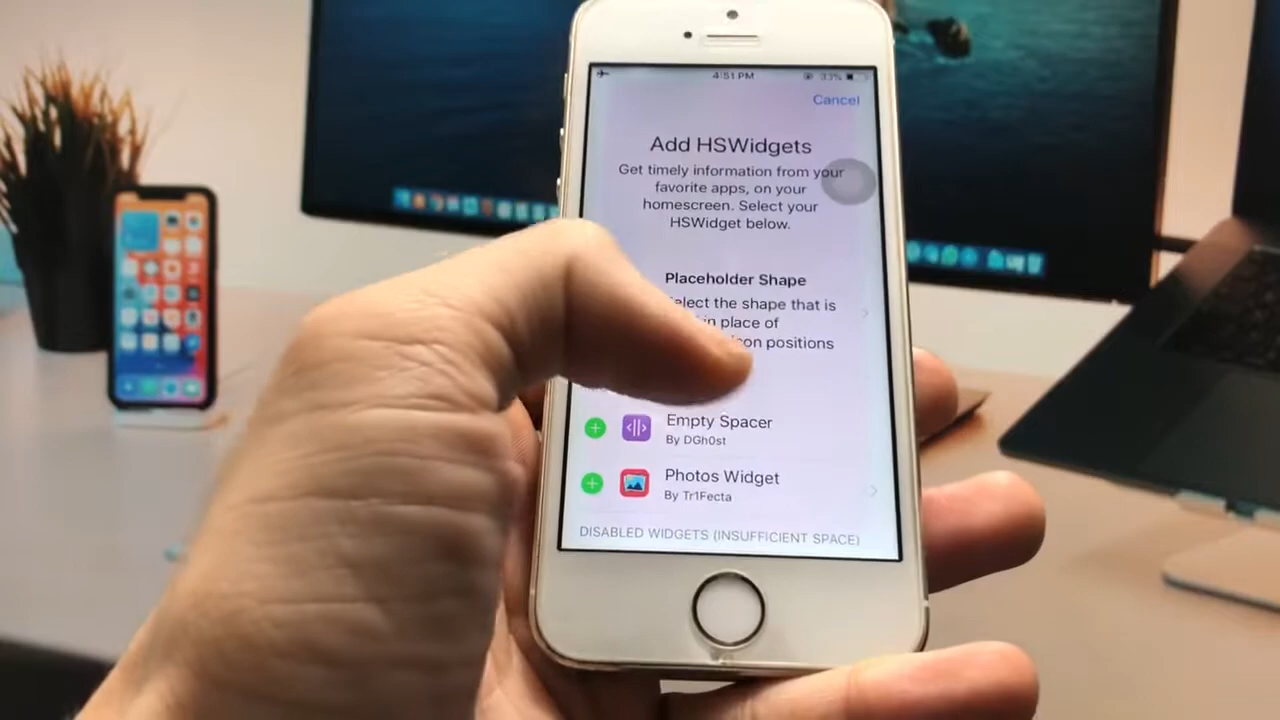 4:51 PM
33%
Cancel
Add HSWidgets
Get timely information from your
favorite apps, on your
homescreen. Select your
HSWidget below.
Placeholder Shape
elect the shape that is
in place of
icon positions
Empty Spacer
By DGh0st
Photos Widget
By Tr1Fecta
DISABLED WIDGETS (INSUFFICIENT SPACE)